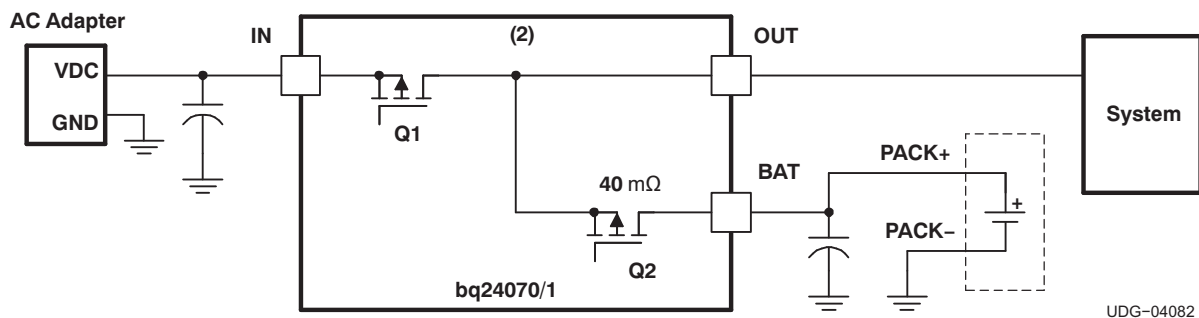 AC Adapter
VDC
GND
IN
(2)
OUT
Q1
System
40 mΩ
BAT
PACK+
+
PACK−
Q2
bq24070/1
UDG−04082